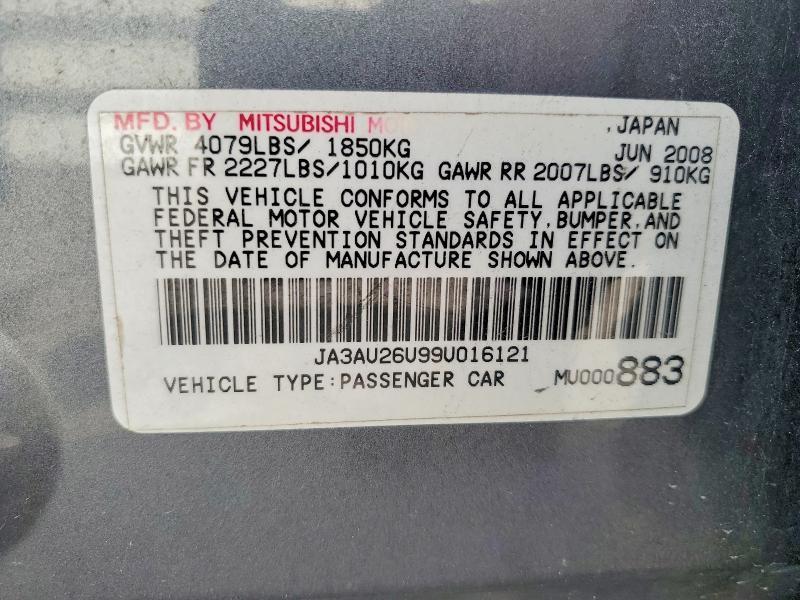 MFD. BY MITSUBISHI MO , JAPAN
GVWR 4079LBS/ 1850KG JUN 2008
GAWR FR 2227LBS/1010KG GAWR RR 2007LBS/ 910KG
THIS VEHICLE CONFORMS TO ALL APPLICABLE
FEDERAL MOTOR VEHICLE SAFETY, BUMPER, AND
THEFT PREVENTION STANDARDS IN EFFECT ON
THE DATE OF MANUFACTURE SHOWN ABOVE.
JA3AU26U99U016121
VEHICLE TYPE:PASSENGER CAR MU000883